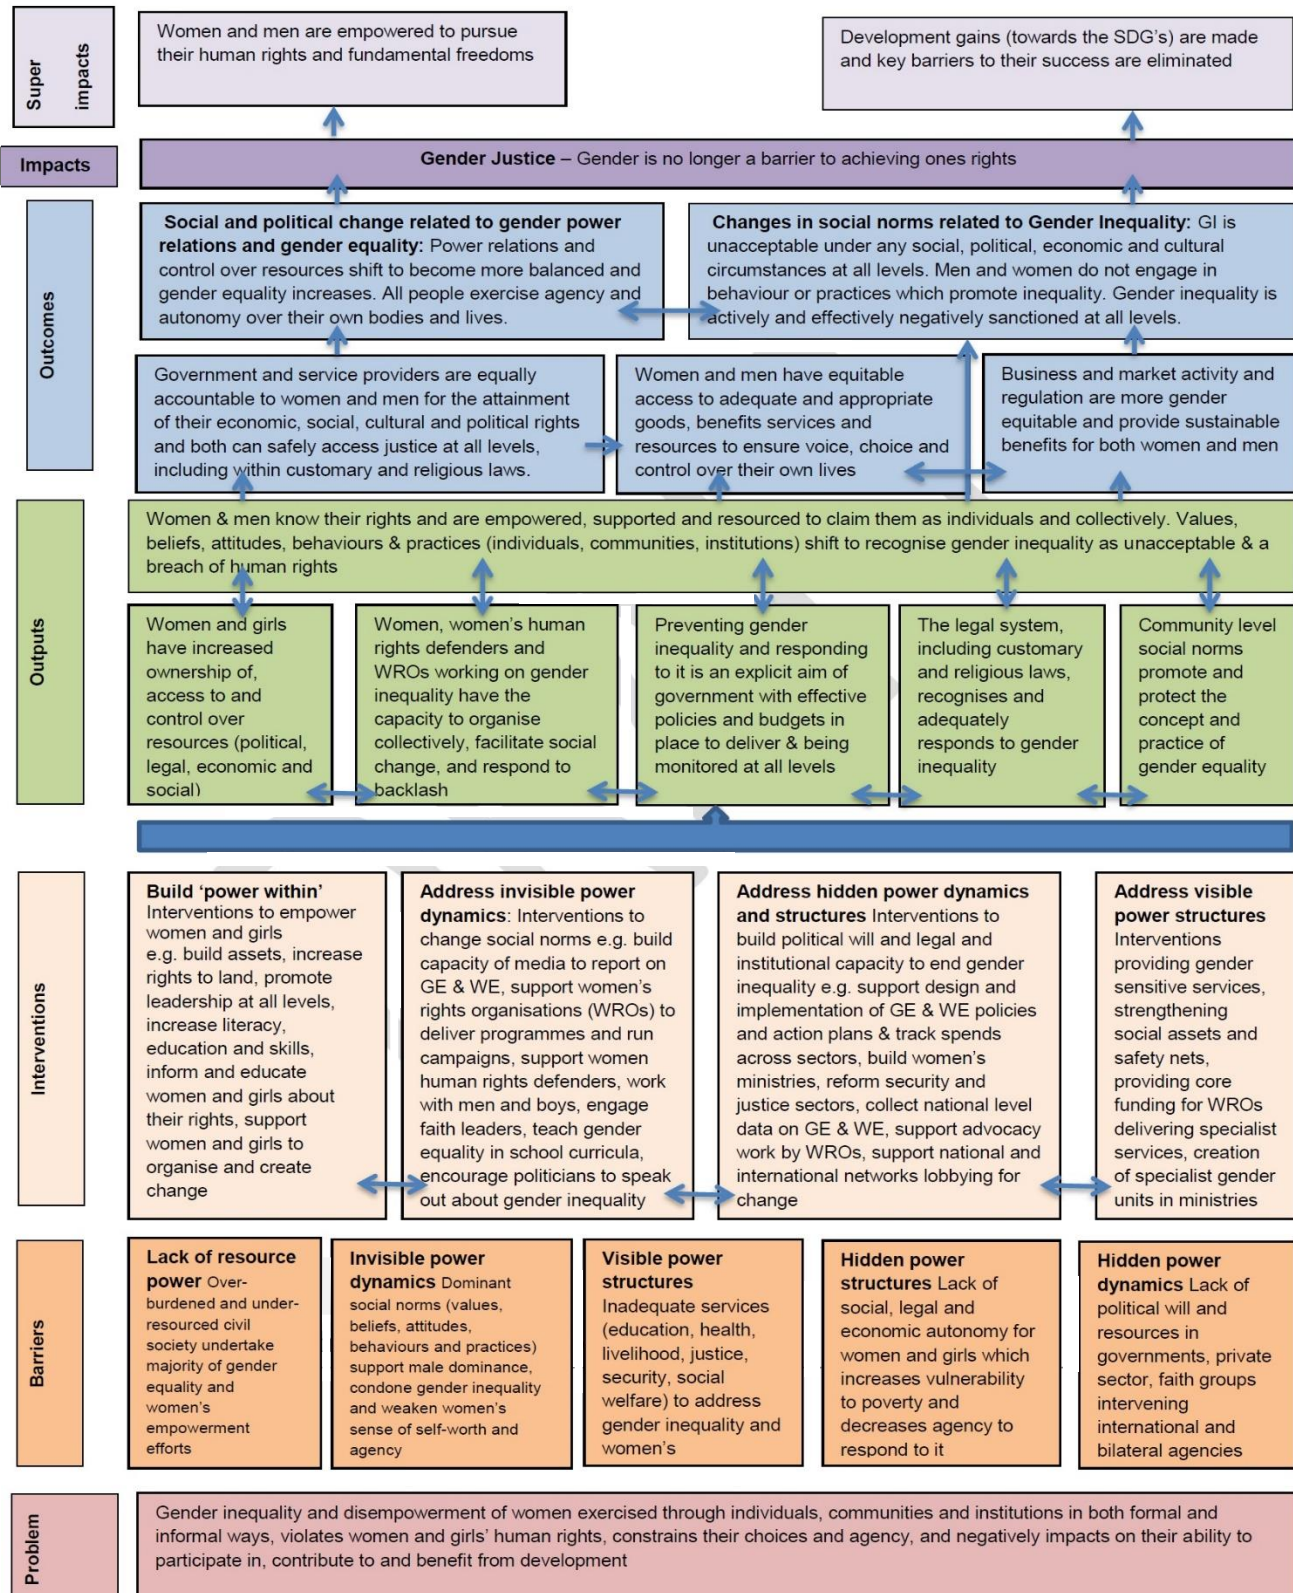 Super
impacts
Women and men are empowered to pursue
their human rights and fundamental freedoms
Development gains (towards the SDG's) are made
and key barriers to their success are eliminated
Impacts
Gender Justice – Gender is no longer a barrier to achieving ones rights
Outcomes
Social and political change related to gender power
relations and gender equality: Power relations and
control over resources shift to become more balanced and
gender equality increases. All people exercise agency and
autonomy over their own bodies and lives.
Changes in social norms related to Gender Inequality: GI is
unacceptable under any social, political, economic and cultural
circumstances at all levels. Men and women do not engage in
behaviour or practices which promote inequality. Gender inequality is
actively and effectively negatively sanctioned at all levels.
Government and service providers are equally
accountable to women and men for the attainment
of their economic, social, cultural and political rights
and both can safely access justice at all levels,
including within customary and religious laws.
Women and men have equitable
access to adequate and appropriate
goods, benefits services and
resources to ensure voice, choice and
control over their own lives
Business and market activity and
regulation are more gender
equitable and provide sustainable
benefits for both women and men
Outputs
Women & men know their rights and are empowered, supported and resourced to claim them as individuals and collectively. Values,
beliefs, attitudes, behaviours & practices (individuals, communities, institutions) shift to recognise gender inequality as unacceptable & a
breach of human rights
Women and girls
have increased
ownership of,
access to and
control over
resources (political,
legal, economic and
social)
Women, women's human
rights defenders and
WROs working on gender
inequality have the
capacity to organise
collectively, facilitate social
change, and respond to
backlash
Preventing gender
inequality and responding
to it is an explicit aim of
government with effective
policies and budgets in
place to deliver & being
monitored at all levels
The legal system,
including customary
and religious laws,
recognises and
adequately
responds to gender
inequality
Community level
social norms
promote and
protect the
concept and
practice of
gender equality
Interventions
Build 'power within'
Interventions to empower
women and girls
e.g. build assets, increase
rights to land, promote
leadership at all levels,
increase literacy,
education and skills,
inform and educate
women and girls about
their rights, support
women and girls to
organise and create
change
Address invisible power
dynamics: Interventions to
change social norms e.g. build
capacity of media to report on
GE & WE, support women's
rights organisations (WROs) to
deliver programmes and run
campaigns, support women
human rights defenders, work
with men and boys, engage
faith leaders, teach gender
equality in school curricula,
encourage politicians to speak
out about gender inequality
Address hidden power dynamics
and structures Interventions to
build political will and legal and
institutional capacity to end gender
inequality e.g. support design and
implementation of GE & WE policies
and action plans & track spends
across sectors, build women's
ministries, reform security and
justice sectors, collect national level
data on GE & WE, support advocacy
work by WROs, support national and
international networks lobbying for
change
Address visible
power structures
Interventions
providing gender
sensitive services,
strengthening
social assets and
safety nets,
providing core
funding for WROs
delivering specialist
services, creation
of specialist gender
units in ministries
Barriers
Lack of resource
power Over-
burdened and under-
resourced civil
society undertake
majority of gender
equality and
women's
empowerment
efforts
Invisible power
dynamics Dominant
social norms (values,
beliefs, attitudes,
behaviours and practices)
support male dominance,
condone gender inequality
and weaken women's
sense of self-worth and
agency
Visible power
structures
Inadequate services
(education, health,
livelihood, justice,
security, social
welfare) to address
gender inequality and
women's
Hidden power
structures Lack of
social, legal and
economic autonomy for
women and girls which
increases vulnerability
to poverty and
decreases agency to
respond to it
Hidden power
dynamics Lack of
political will and
resources in
governments, private
sector, faith groups
intervening
international and
bilateral agencies
Problem
Gender inequality and disempowerment of women exercised through individuals, communities and institutions in both formal and
informal ways, violates women and girls' human rights, constrains their choices and agency, and negatively impacts on their ability to
participate in, contribute to and benefit from development